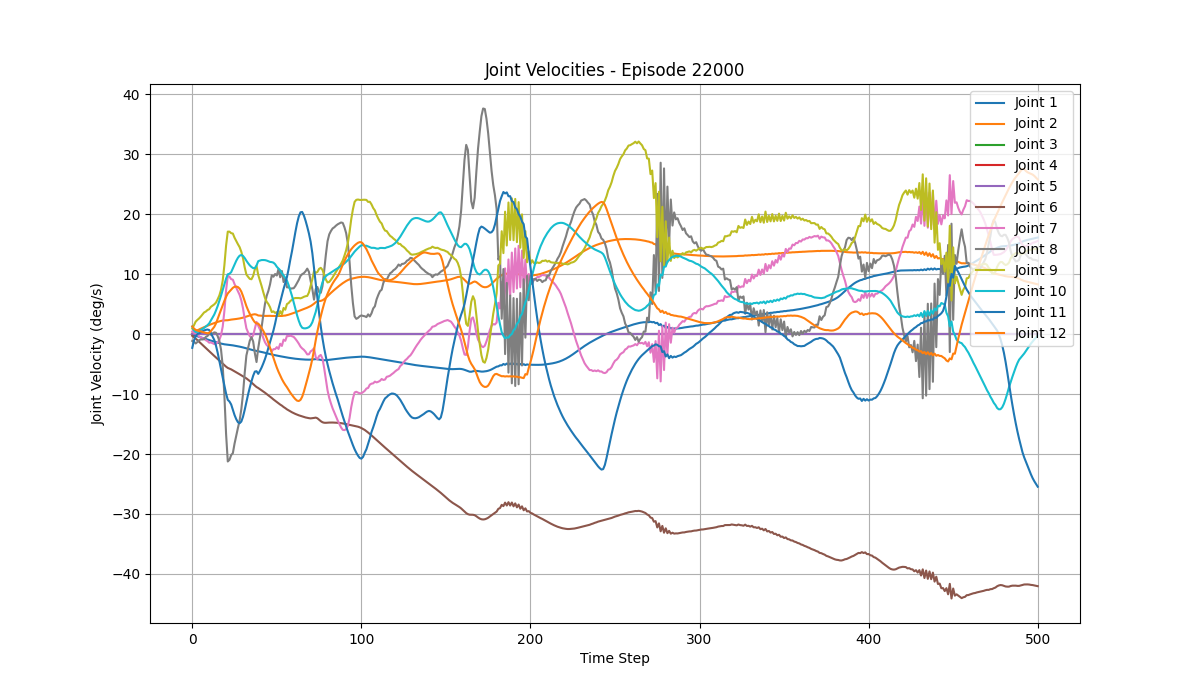 Joint Velocities - Episode 22000
Joint Velocity (deg/s)
40
30
20
10
0
−10
−20
−30
−40
0
100
200
300
400
500
Time Step
Joint 1
Joint 2
Joint 3
Joint 4
Joint 5
Joint 6
Joint 7
Joint 8
Joint 9
Joint 10
Joint 11
Joint 12